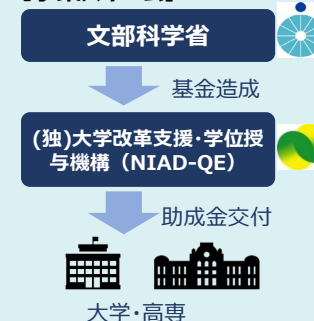 文部科学省
基金造成
(独)大学改革支援･学位授
与機構（NIAD-QE）
助成金交付
大学･高専